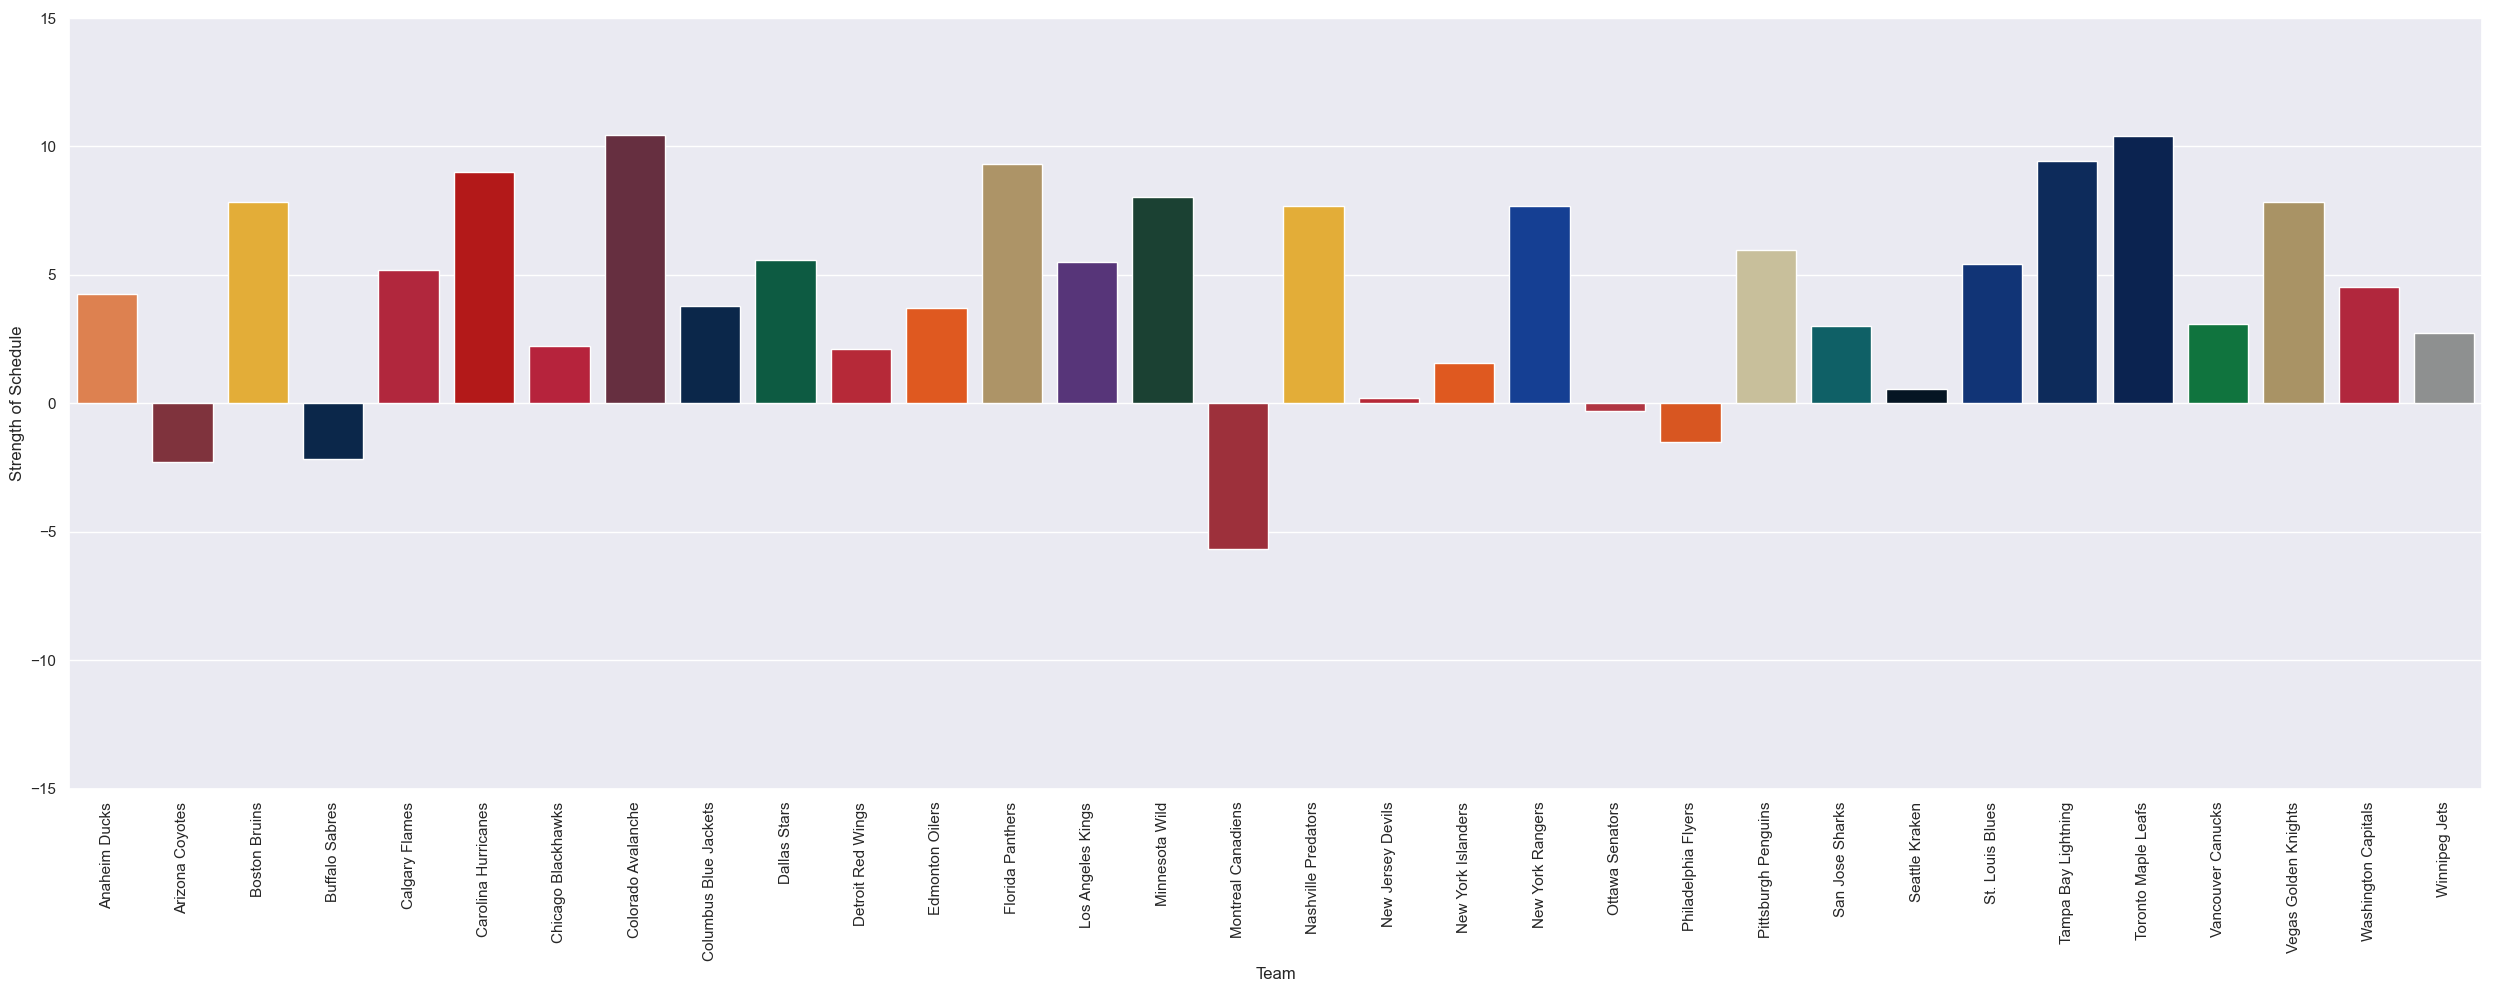 15
10
5
0
−5
−10
−15
Strength of Schedule
Anaheim Ducks
Arizona Coyotes
Boston Bruins
Buffalo Sabres
Calgary Flames
Carolina Hurricanes
Chicago Blackhawks
Colorado Avalanche
Columbus Blue Jackets
Dallas Stars
Detroit Red Wings
Edmonton Oilers
Florida Panthers
Los Angeles Kings
Minnesota Wild
Montreal Canadiens
Nashville Predators
New Jersey Devils
New York Islanders
New York Rangers
Ottawa Senators
Philadelphia Flyers
Pittsburgh Penguins
San Jose Sharks
Seattle Kraken
St. Louis Blues
Tampa Bay Lightning
Toronto Maple Leafs
Vancouver Canucks
Vegas Golden Knights
Washington Capitals
Winnipeg Jets
Team